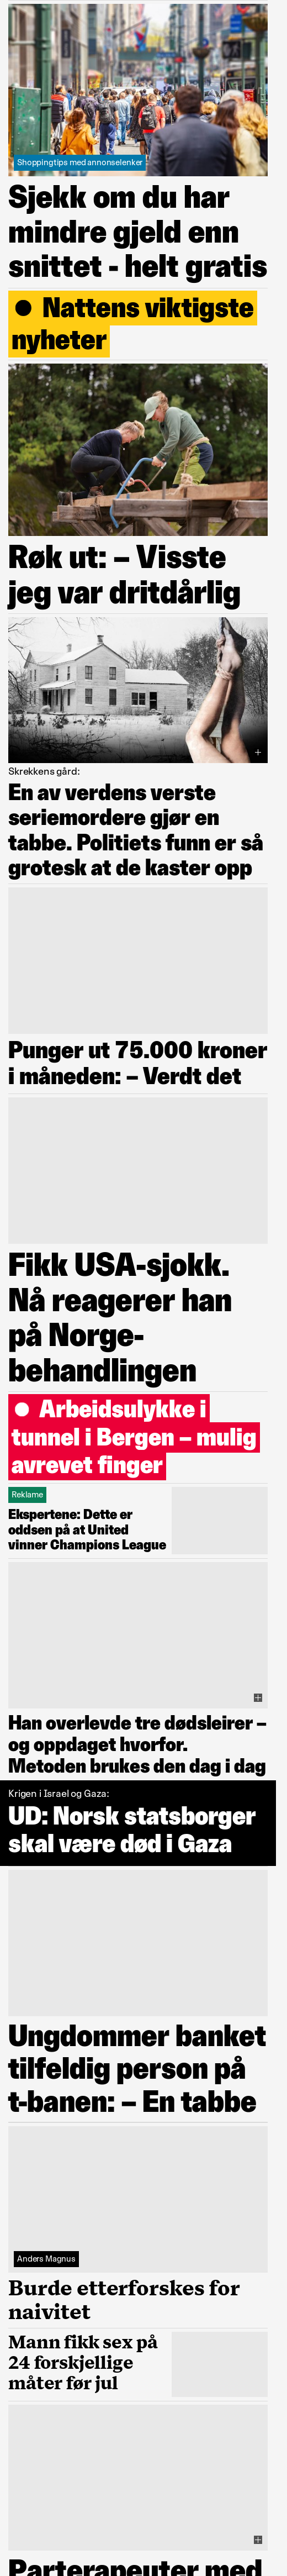 Shoppingtips med annonselenker
Sjekk om du har
mindre gjeld enn
snittet - helt gratis
Nattens viktigste
nyheter
Røk ut: – Visste
jeg var dritdårlig
Skrekkens gård:
En av verdens verste
seriemordere gjør en
tabbe. Politiets funn er så
grotesk at de kaster opp
Punger ut 75.000 kroner
i måneden: – Verdt det
Fikk USA-sjokk.
Nå reagerer han
på Norge-
behandlingen
Arbeidsulykke i
tunnel i Bergen – mulig
avrevet finger
Reklame
Ekspertene: Dette er
oddsen på at United
vinner Champions League
Han overlevde tre dødsleirer –
og oppdaget hvorfor.
Metoden brukes den dag i dag
Krigen i Israel og Gaza:
UD: Norsk statsborger
skal være død i Gaza
Ungdommer banket
tilfeldig person på
t-banen: – En tabbe
Anders Magnus
Burde etterforskes for
naivitet
Mann fikk sex på
24 forskjellige
måter før jul
Parterapeuter med